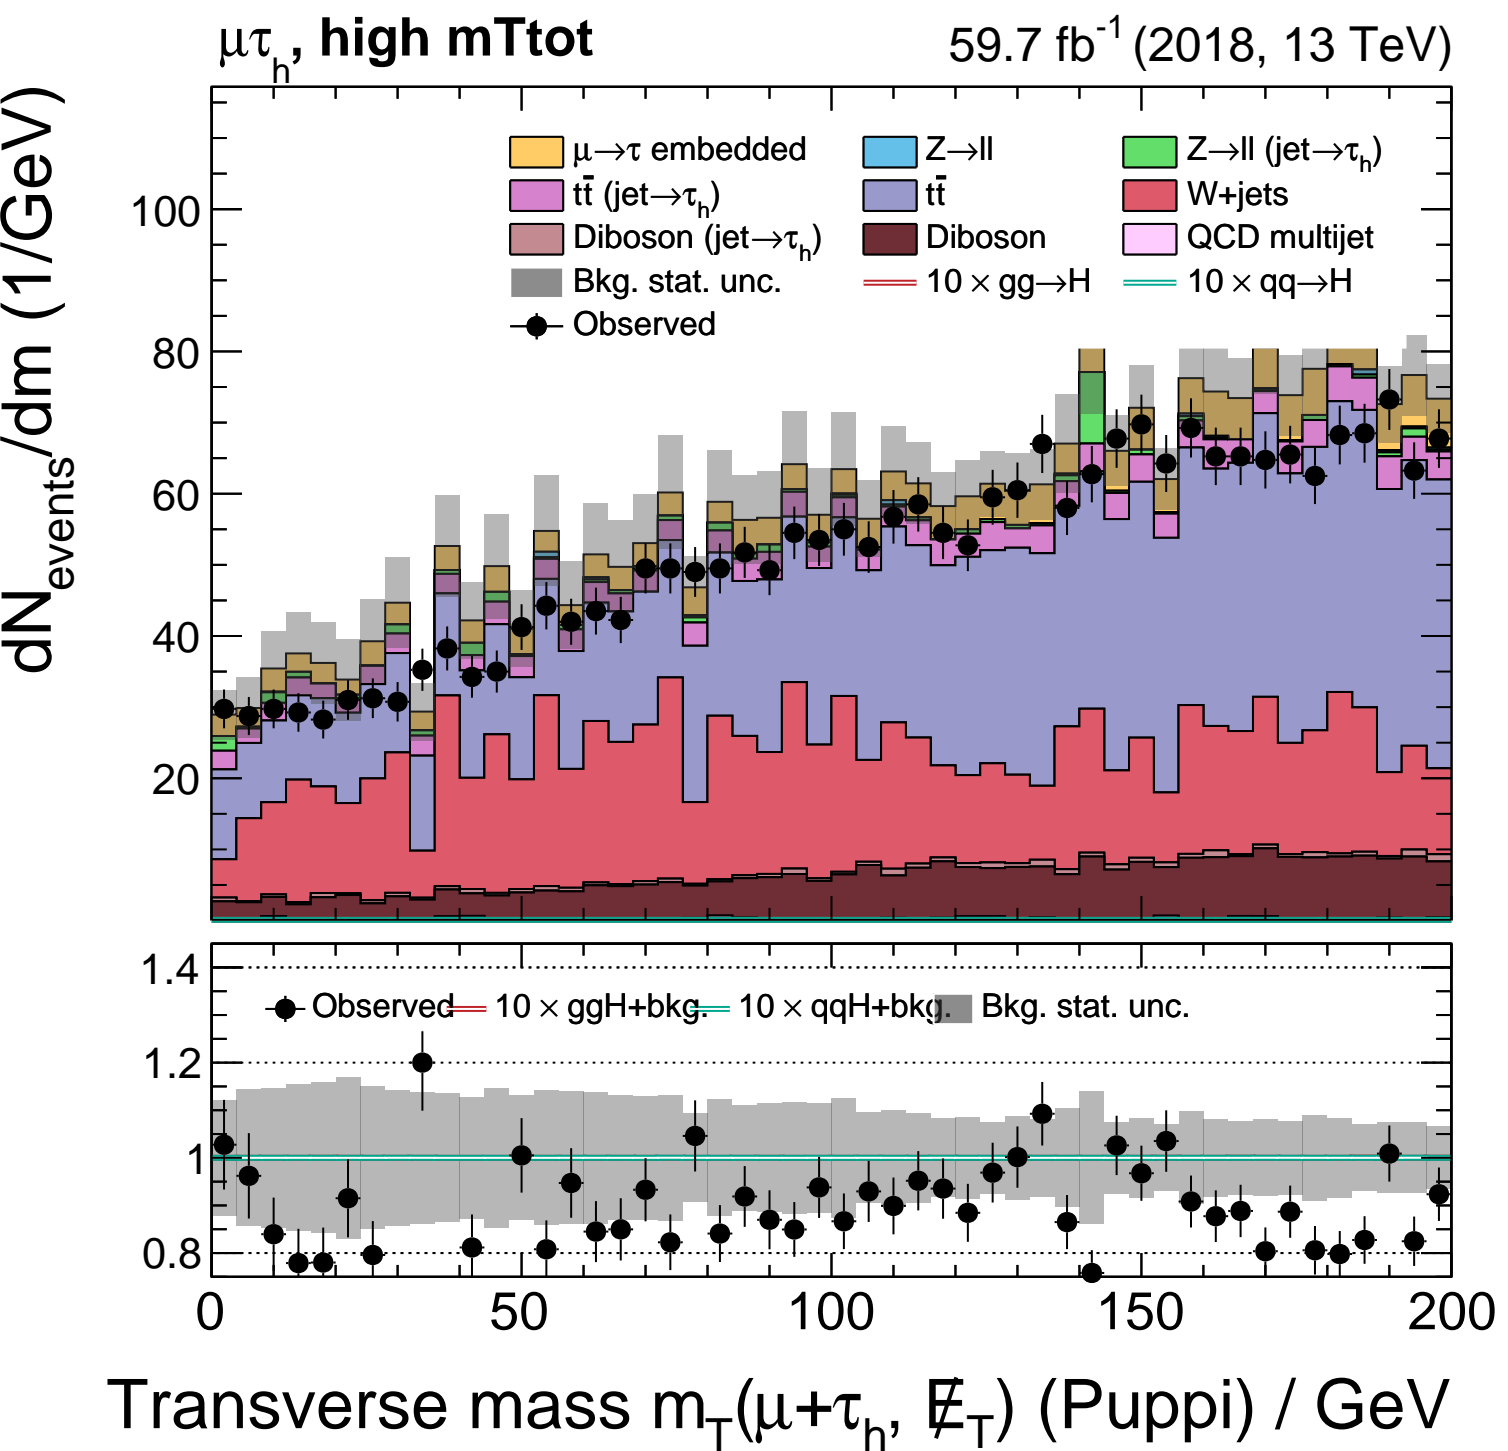 μτh, high mTtot 59.7 fb-1 (2018, 13 TeV)
dNevents/dm (1/GeV)
μ→τ embedded Z→ll Z→ll (jet→τh)
tt̄ (jet→τh) tt̄ W+jets
Diboson (jet→τh) Diboson QCD multijet
Bkg. stat. unc. 10 × gg→H 10 × qq→H
Observed
100
80
60
40
20
1.4
Observed 10 × ggH+bkg. 10 × qqH+bkg. Bkg. stat. unc.
1.2
1
0.8
0 50 100 150 200
Transverse mass mT(μ+τh, E̸T) (Puppi) / GeV